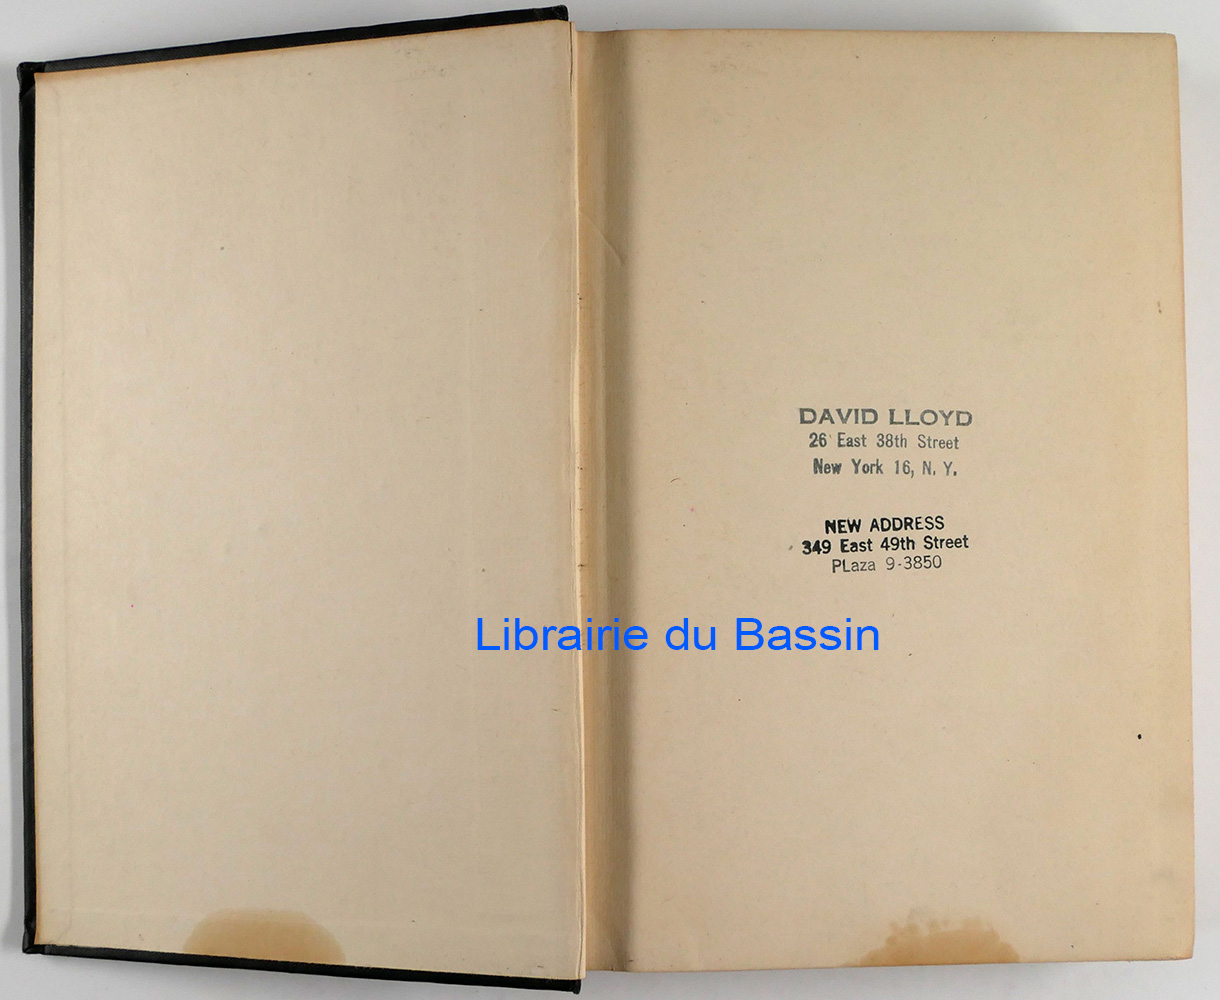 DAVID LLOYD
26 East 38th Street
New York 16, N. Y.
NEW ADDRESS
349 East 49th Street
PLaza 9-3850
Librairie du Bassin